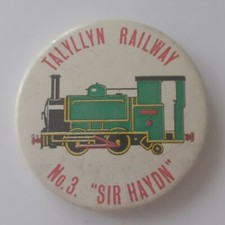 TALYLLYN RAILWAY
No.3. "SIR HAYDN"